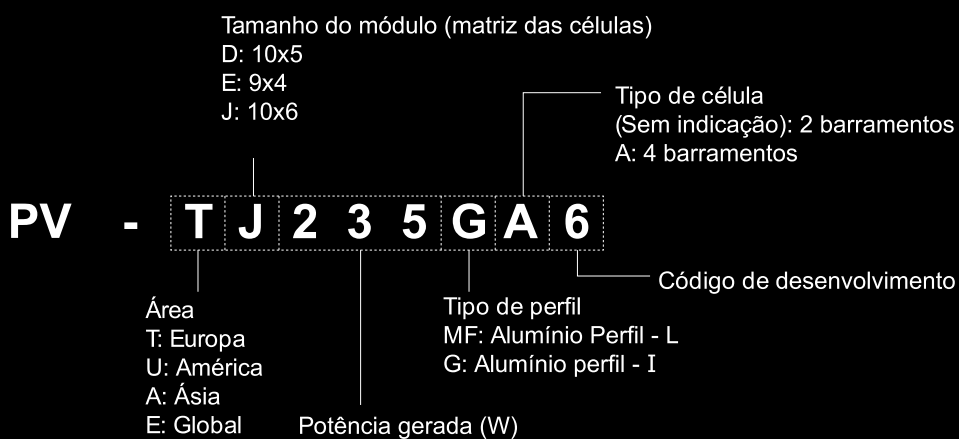 Tamanho do módulo (matriz das células)
D: 10x5
E: 9x4
J: 10x6
Tipo de célula
(Sem indicação): 2 barramentos
A: 4 barramentos
PV - T J 2 3 5 G A 6
Código de desenvolvimento
Área
T: Europa
U: América
A: Ásia
E: Global
Tipo de perfil
MF: Alumínio Perfil - L
G: Alumínio perfil - I
Potência gerada (W)